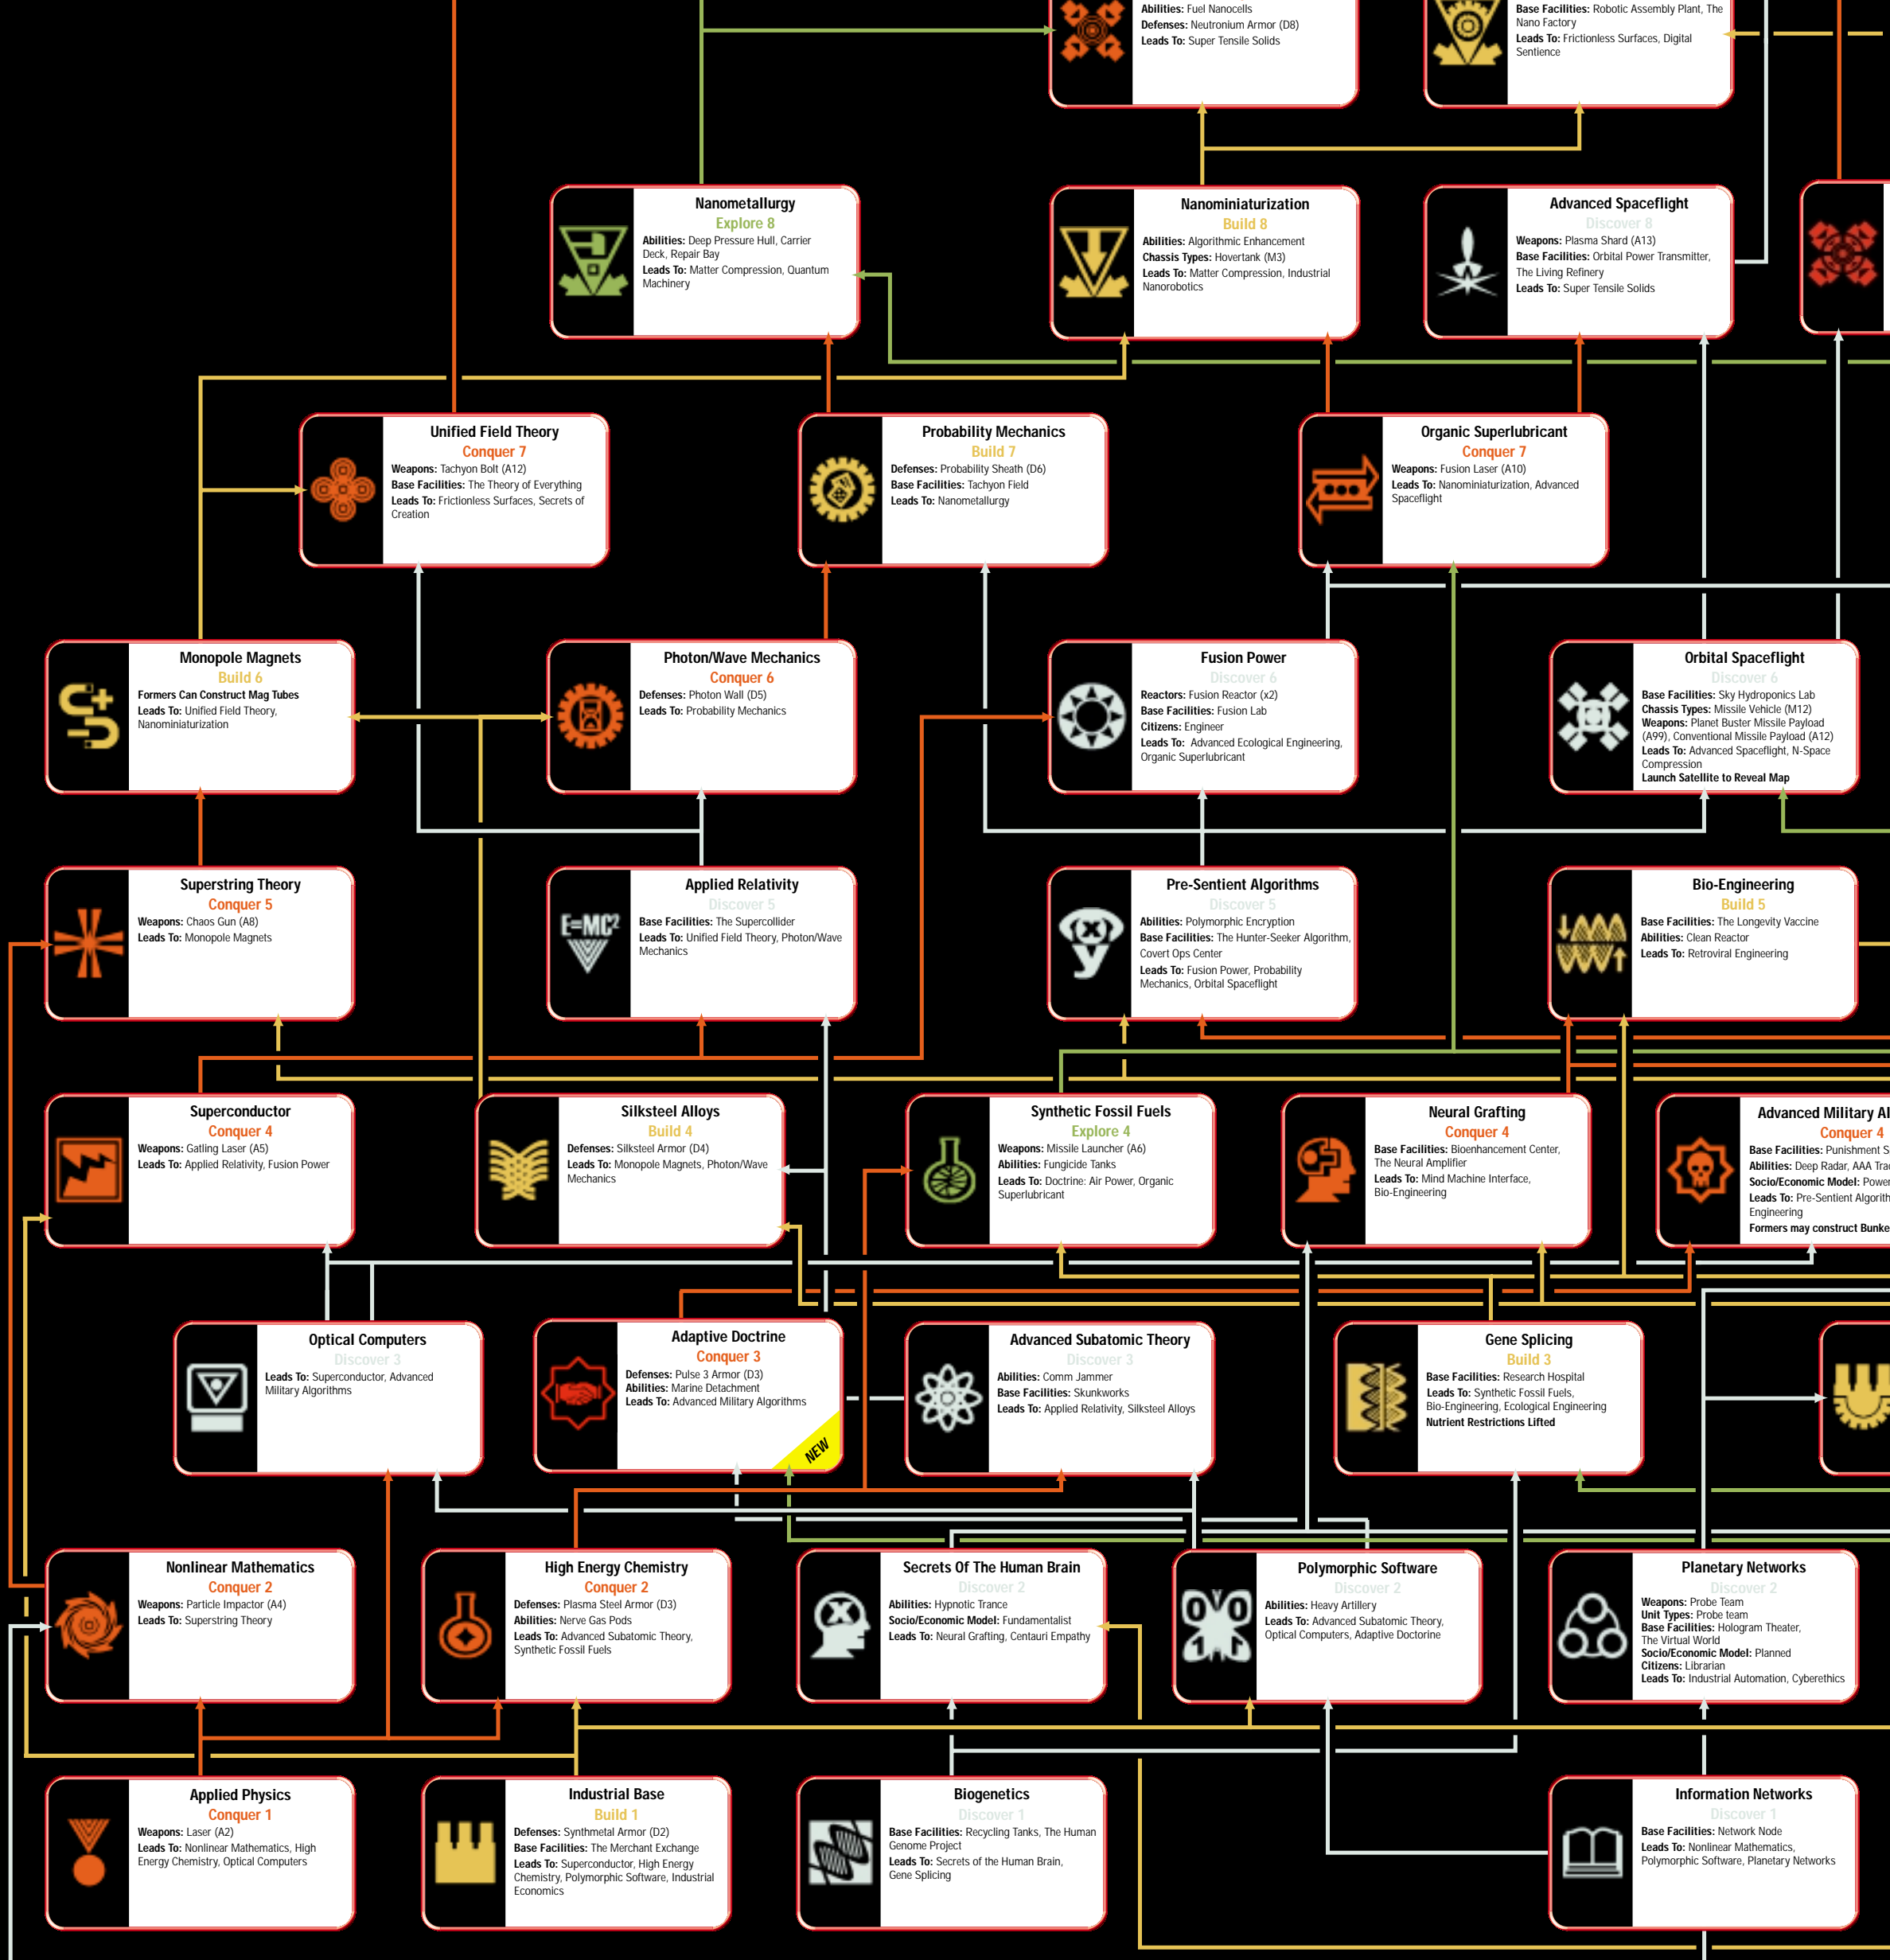 Abilities: Fuel Nanocells
Defenses: Neutronium Armor (D8)
Leads To: Super Tensile Solids
Base Facilities: Robotic Assembly Plant, The
Nano Factory
Leads To: Frictionless Surfaces, Digital
Sentience
Nanometallurgy
Explore 8
Abilities: Deep Pressure Hull, Carrier
Deck, Repair Bay
Leads To: Matter Compression, Quantum
Machinery
Nanominiaturization
Build 8
Abilities: Algorithmic Enhancement
Chassis Types: Hovertank (M3)
Leads To: Matter Compression, Industrial
Nanorobotics
Advanced Spaceflight
Discover 8
Weapons: Plasma Shard (A13)
Base Facilities: Orbital Power Transmitter,
The Living Refinery
Leads To: Super Tensile Solids
Unified Field Theory
Conquer 7
Weapons: Tachyon Bolt (A12)
Base Facilities: The Theory of Everything
Leads To: Frictionless Surfaces, Secrets of
Creation
Probability Mechanics
Build 7
Defenses: Probability Sheath (D6)
Base Facilities: Tachyon Field
Leads To: Nanometallurgy
Organic Superlubricant
Conquer 7
Weapons: Fusion Laser (A10)
Leads To: Nanominiaturization, Advanced
Spaceflight
Monopole Magnets
Build 6
Formers Can Construct Mag Tubes
Leads To: Unified Field Theory,
Nanominiaturization
Photon/Wave Mechanics
Conquer 6
Defenses: Photon Wall (D5)
Leads To: Probability Mechanics
Fusion Power
Discover 6
Reactors: Fusion Reactor (x2)
Base Facilities: Fusion Lab
Citizens: Engineer
Leads To: Advanced Ecological Engineering,
Organic Superlubricant
Orbital Spaceflight
Discover 6
Base Facilities: Sky Hydroponics Lab
Chassis Types: Missile Vehicle (M12)
Weapons: Planet Buster Missile Payload
(A99), Conventional Missile Payload (A12)
Leads To: Advanced Spaceflight, N-Space
Compression
Launch Satellite to Reveal Map
Superstring Theory
Conquer 5
Weapons: Chaos Gun (A8)
Leads To: Monopole Magnets
E=MC²
Applied Relativity
Discover 5
Base Facilities: The Supercollider
Leads To: Unified Field Theory, Photon/Wave
Mechanics
Pre-Sentient Algorithms
Discover 5
Abilities: Polymorphic Encryption
Base Facilities: The Hunter-Seeker Algorithm,
Covert Ops Center
Leads To: Fusion Power, Probability
Mechanics, Orbital Spaceflight
Bio-Engineering
Build 5
Base Facilities: The Longevity Vaccine
Abilities: Clean Reactor
Leads To: Retroviral Engineering
Superconductor
Conquer 4
Weapons: Gatling Laser (A5)
Leads To: Applied Relativity, Fusion Power
Silksteel Alloys
Build 4
Defenses: Silksteel Armor (D4)
Leads To: Monopole Magnets, Photon/Wave
Mechanics
Synthetic Fossil Fuels
Explore 4
Weapons: Missile Launcher (A6)
Abilities: Fungicide Tanks
Leads To: Doctrine: Air Power, Organic
Superlubricant
Neural Grafting
Conquer 4
Base Facilities: Bioenhancement Center,
The Neural Amplifier
Leads To: Mind Machine Interface,
Bio-Engineering
Advanced Military Al
Conquer 4
Base Facilities: Punishment S
Abilities: Deep Radar, AAA Tra
Socio/Economic Model: Power
Leads To: Pre-Sentient Algorith
Engineering
Formers may construct Bunke
Optical Computers
Discover 3
Leads To: Superconductor, Advanced
Military Algorithms
Adaptive Doctrine
Conquer 3
Defenses: Pulse 3 Armor (D3)
Abilities: Marine Detachment
Leads To: Advanced Military Algorithms
NEW
Advanced Subatomic Theory
Discover 3
Abilities: Comm Jammer
Base Facilities: Skunkworks
Leads To: Applied Relativity, Silksteel Alloys
Gene Splicing
Build 3
Base Facilities: Research Hospital
Leads To: Synthetic Fossil Fuels,
Bio-Engineering, Ecological Engineering
Nutrient Restrictions Lifted
Nonlinear Mathematics
Conquer 2
Weapons: Particle Impactor (A4)
Leads To: Superstring Theory
High Energy Chemistry
Conquer 2
Defenses: Plasma Steel Armor (D3)
Abilities: Nerve Gas Pods
Leads To: Advanced Subatomic Theory,
Synthetic Fossil Fuels
Secrets Of The Human Brain
Discover 2
Abilities: Hypnotic Trance
Socio/Economic Model: Fundamentalist
Leads To: Neural Grafting, Centauri Empathy
Polymorphic Software
Discover 2
Abilities: Heavy Artillery
Leads To: Advanced Subatomic Theory,
Optical Computers, Adaptive Doctorine
Planetary Networks
Discover 2
Weapons: Probe Team
Unit Types: Probe team
Base Facilities: Hologram Theater,
The Virtual World
Socio/Economic Model: Planned
Citizens: Librarian
Leads To: Industrial Automation, Cyberethics
Applied Physics
Conquer 1
Weapons: Laser (A2)
Leads To: Nonlinear Mathematics, High
Energy Chemistry, Optical Computers
Industrial Base
Build 1
Defenses: Synthmetal Armor (D2)
Base Facilities: The Merchant Exchange
Leads To: Superconductor, High Energy
Chemistry, Polymorphic Software, Industrial
Economics
Biogenetics
Discover 1
Base Facilities: Recycling Tanks, The Human
Genome Project
Leads To: Secrets of the Human Brain,
Gene Splicing
Information Networks
Discover 1
Base Facilities: Network Node
Leads To: Nonlinear Mathematics,
Polymorphic Software, Planetary Networks